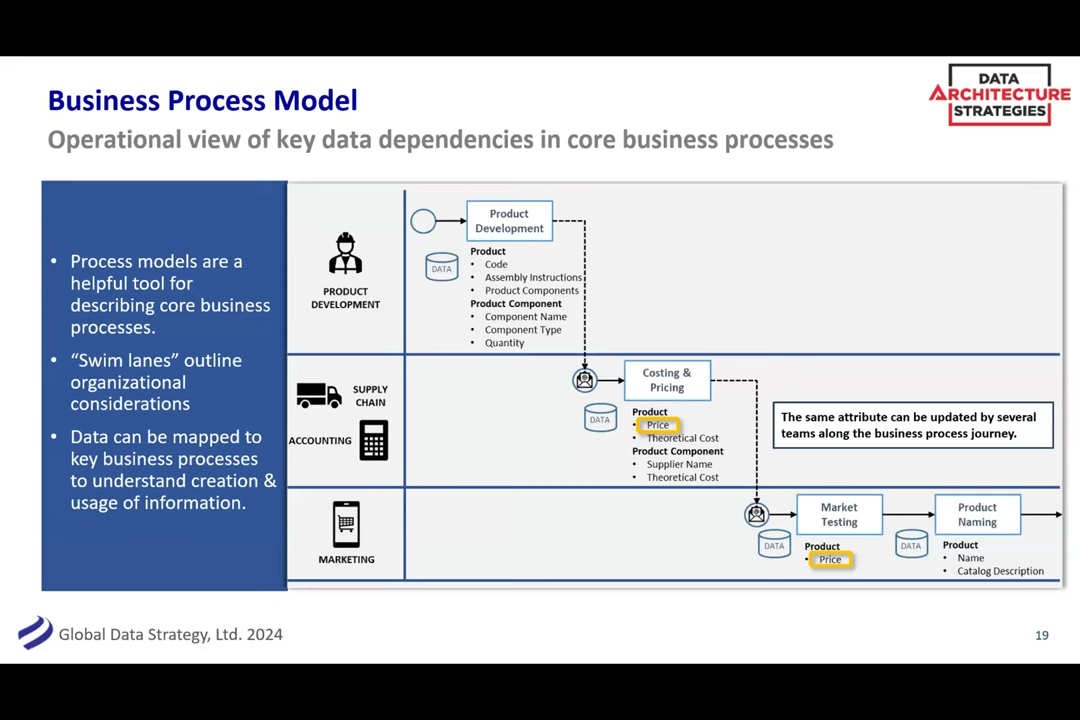 Business Process Model
Operational view of key data dependencies in core business processes
DATA
ARCHITECTURE
STRATEGIES
• Process models are a
helpful tool for
describing core business
processes.
• “Swim lanes” outline
organizational
considerations
• Data can be mapped to
key business processes
to understand creation &
usage of information.
PRODUCT
DEVELOPMENT
Product
Development
DATA
Product
• Code
• Assembly Instructions
• Product Components
Product Component
• Component Name
• Component Type
• Quantity
SUPPLY
CHAIN
ACCOUNTING
Costing &
Pricing
DATA
Product
• Price
• Theoretical Cost
Product Component
• Supplier Name
• Theoretical Cost
The same attribute can be updated by several
teams along the business process journey.
MARKETING
Market
Testing
DATA
Product
• Price
Product
Naming
DATA
Product
• Name
• Catalog Description
Global Data Strategy, Ltd. 2024
19